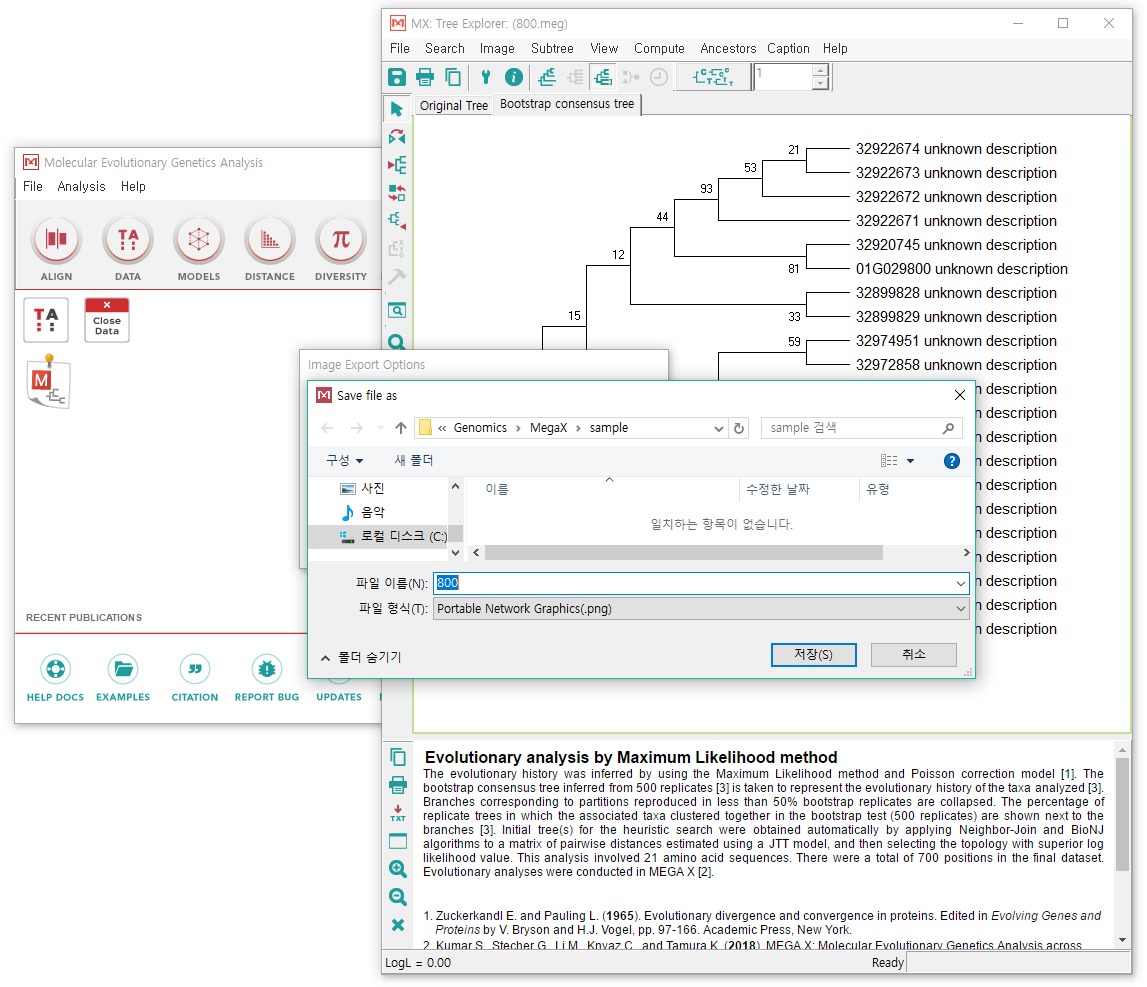 MX: Tree Explorer: (800.meg)
File Search Image Subtree View Compute Ancestors Caption Help
1
Original Tree Bootstrap consensus tree
21
53
93
44
12
81
33
15
59
32922674 unknown description
32922673 unknown description
32922672 unknown description
32922671 unknown description
32920745 unknown description
01G029800 unknown description
32899828 unknown description
32899829 unknown description
32974951 unknown description
32972858 unknown description
n description
n description
n description
n description
n description
n description
n description
n description
n description
n description
n description
Molecular Evolutionary Genetics Analysis
File Analysis Help
TA
π
ALIGN DATA MODELS DISTANCE DIVERSITY
TA
Close
Data
M
RECENT PUBLICATIONS
HELP DOCS EXAMPLES CITATION REPORT BUG UPDATES
Image Export Options
Save file as
« Genomics › MegaX › sample
sample 검색
구성 새 폴더
사진
음악
로컬 디스크 (C:)
이름 수정한 날짜 유형
일치하는 항목이 없습니다.
파일 이름(N): 800
파일 형식(T): Portable Network Graphics(.png)
폴더 숨기기
저장(S) 취소
TXT
Evolutionary analysis by Maximum Likelihood method
The evolutionary history was inferred by using the Maximum Likelihood method and Poisson correction model [1]. The
bootstrap consensus tree inferred from 500 replicates [3] is taken to represent the evolutionary history of the taxa analyzed [3].
Branches corresponding to partitions reproduced in less than 50% bootstrap replicates are collapsed. The percentage of
replicate trees in which the associated taxa clustered together in the bootstrap test (500 replicates) are shown next to the
branches [3]. Initial tree(s) for the heuristic search were obtained automatically by applying Neighbor-Join and BioNJ
algorithms to a matrix of pairwise distances estimated using a JTT model, and then selecting the topology with superior log
likelihood value. This analysis involved 21 amino acid sequences. There were a total of 700 positions in the final dataset.
Evolutionary analyses were conducted in MEGA X [2].
1. Zuckerkandl E. and Pauling L. (1965). Evolutionary divergence and convergence in proteins. Edited in Evolving Genes and
Proteins by V. Bryson and H.J. Vogel, pp. 97-166. Academic Press, New York.
2. Kumar S., Stecher G., Li M., Knyaz C., and Tamura K. (2018). MEGA X: Molecular Evolutionary Genetics Analysis across
LogL = 0.00
Ready